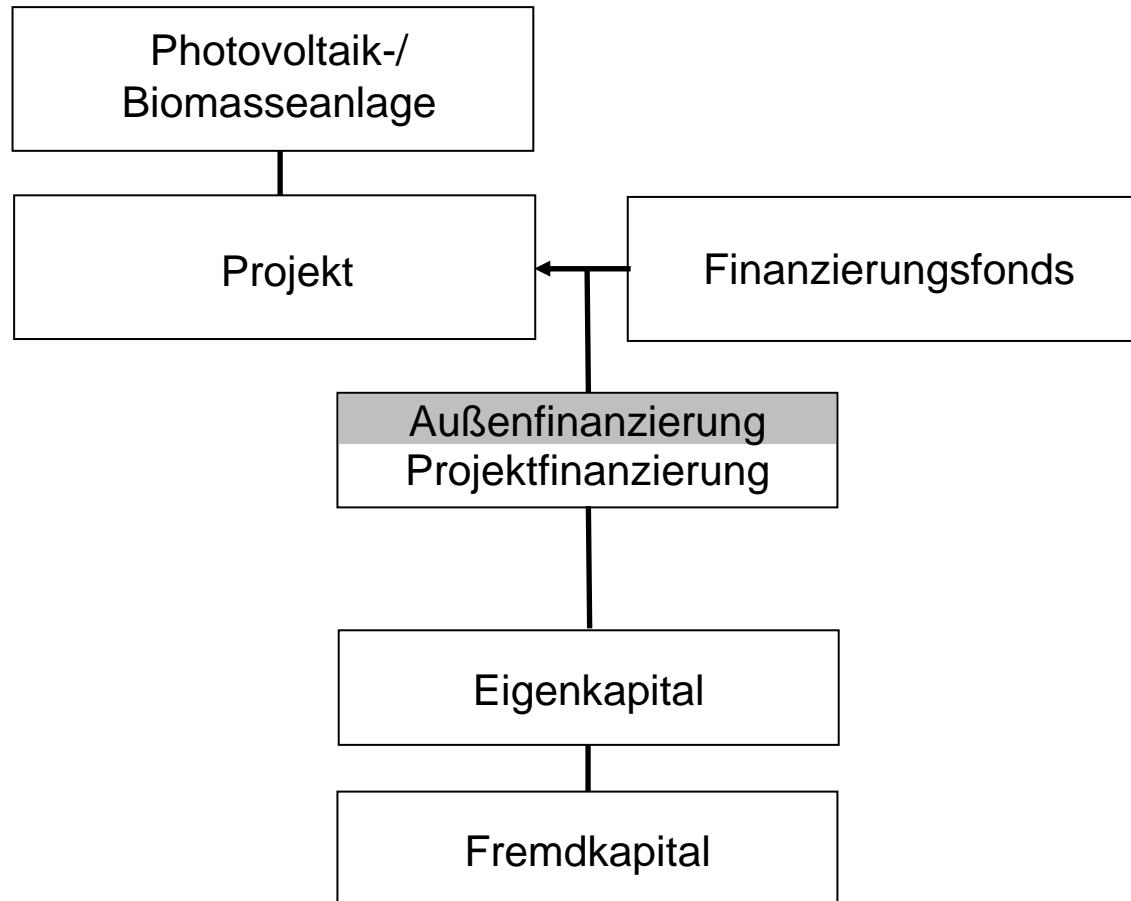 Photovoltaik-/
Biomasseanlage
Projekt
Finanzierungsfonds
Außenfinanzierung
Projektfinanzierung
Eigenkapital
Fremdkapital